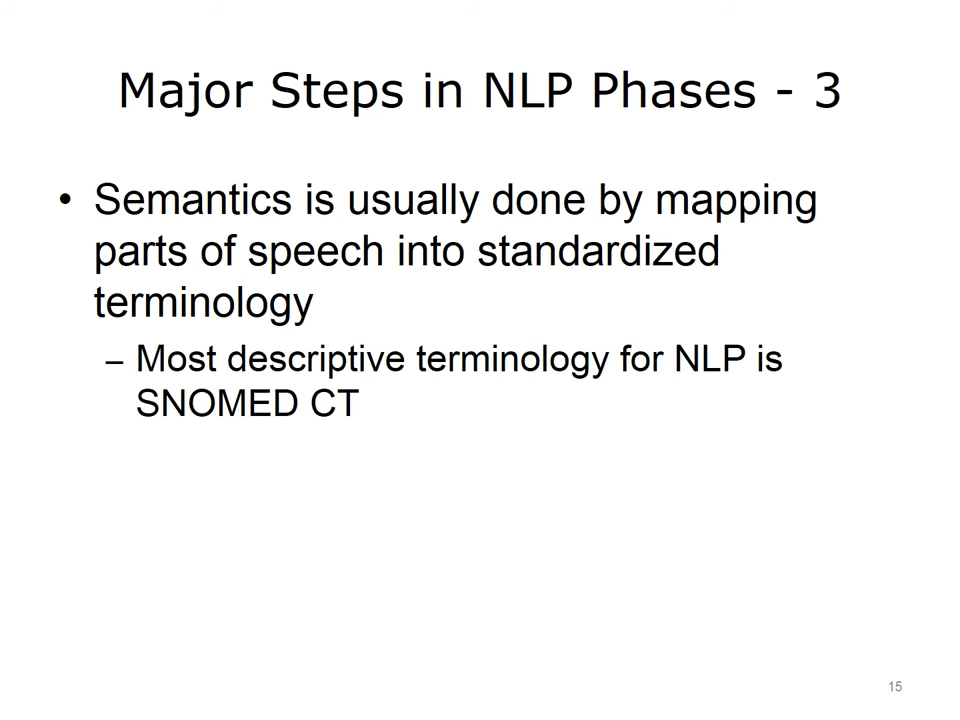 Major Steps in NLP Phases - 3
• Semantics is usually done by mapping
parts of speech into standardized
terminology
– Most descriptive terminology for NLP is
SNOMED CT
15